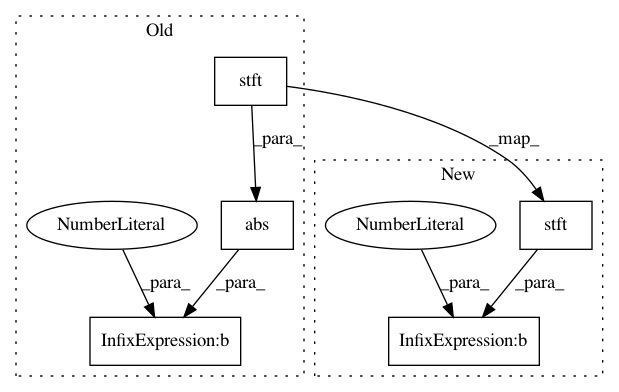 Old
stft
_para_
_map_
New
NumberLiteral
abs
NumberLiteral
stft
_para_
_para_
_para_
_para_
InfixExpression:b
InfixExpression:b